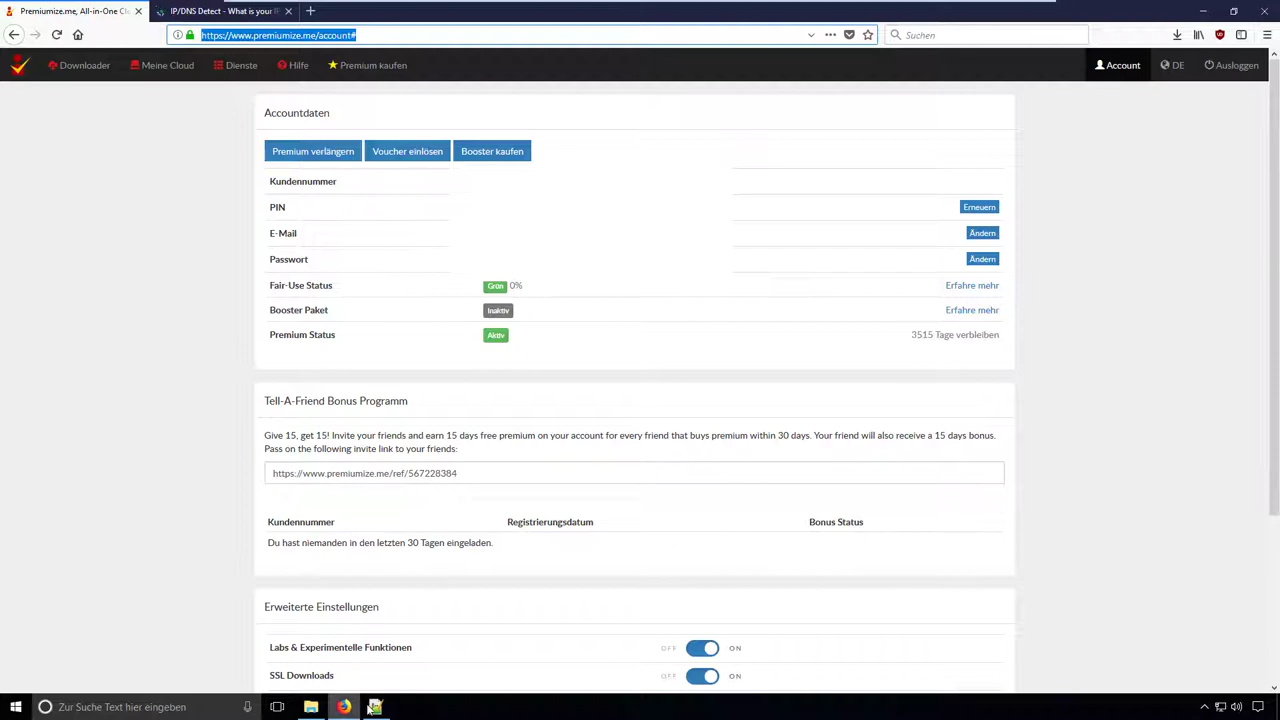 Premiumize.me, All-in-One Clo
IP/DNS Detect - What is your IP
https://www.premiumize.me/account#
Suchen
Downloader
Meine Cloud
Dienste
Hilfe
Premium kaufen
Account
DE
Ausloggen
Accountdaten
Premium verlängern
Voucher einlösen
Booster kaufen
Kundennummer
PIN
Erneuern
E-Mail
Ändern
Passwort
Ändern
Fair-Use Status
Grün 0%
Erfahre mehr
Booster Paket
Inaktiv
Erfahre mehr
Premium Status
Aktiv
3515 Tage verbleiben
Tell-A-Friend Bonus Programm
Give 15, get 15! Invite your friends and earn 15 days free premium on your account for every friend that buys premium within 30 days. Your friend will also receive a 15 days bonus.
Pass on the following invite link to your friends:
https://www.premiumize.me/ref/567228384
Kundennummer
Registrierungsdatum
Bonus Status
Du hast niemanden in den letzten 30 Tagen eingeladen.
Erweiterte Einstellungen
Labs & Experimentelle Funktionen
OFF
ON
SSL Downloads
OFF
ON
Zur Suche Text hier eingeben